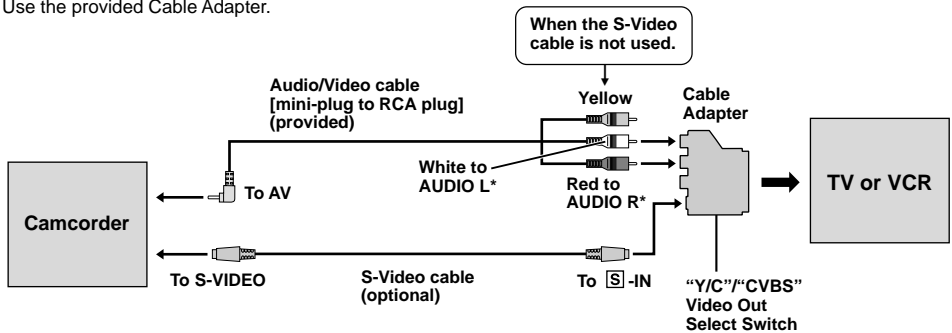 Use the provided Cable Adapter.
When the S-Video
cable is not used.
Audio/Video cable
[mini-plug to RCA plug]
(provided)
Yellow
Cable
Adapter
White to
AUDIO L*
Red to
AUDIO R*
To AV
Camcorder
TV or VCR
To S-VIDEO
S-Video cable
(optional)
To S -IN
“Y/C”/“CVBS”
Video Out
Select Switch